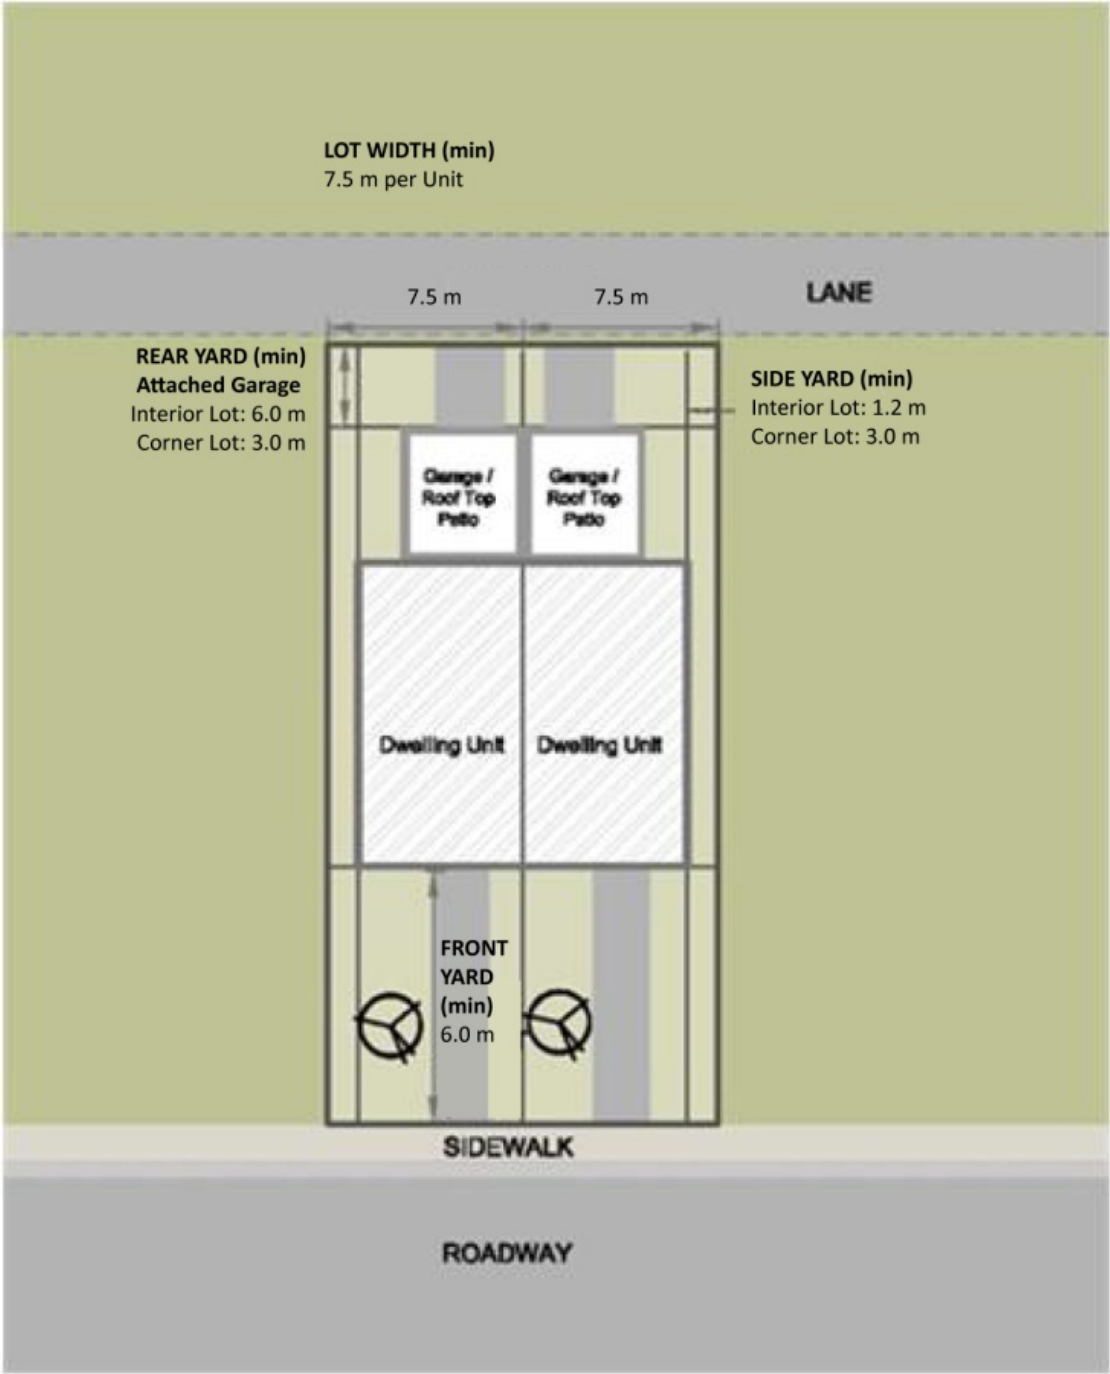 LOT WIDTH (min)
7.5 m per Unit
7.5 m
7.5 m
LANE
REAR YARD (min)
Attached Garage
Interior Lot: 6.0 m
Corner Lot: 3.0 m
SIDE YARD (min)
Interior Lot: 1.2 m
Corner Lot: 3.0 m
Garage /
Roof Top
Patio
Garage /
Roof Top
Patio
Dwelling Unit
Dwelling Unit
FRONT
YARD
(min)
6.0 m
SIDEWALK
ROADWAY